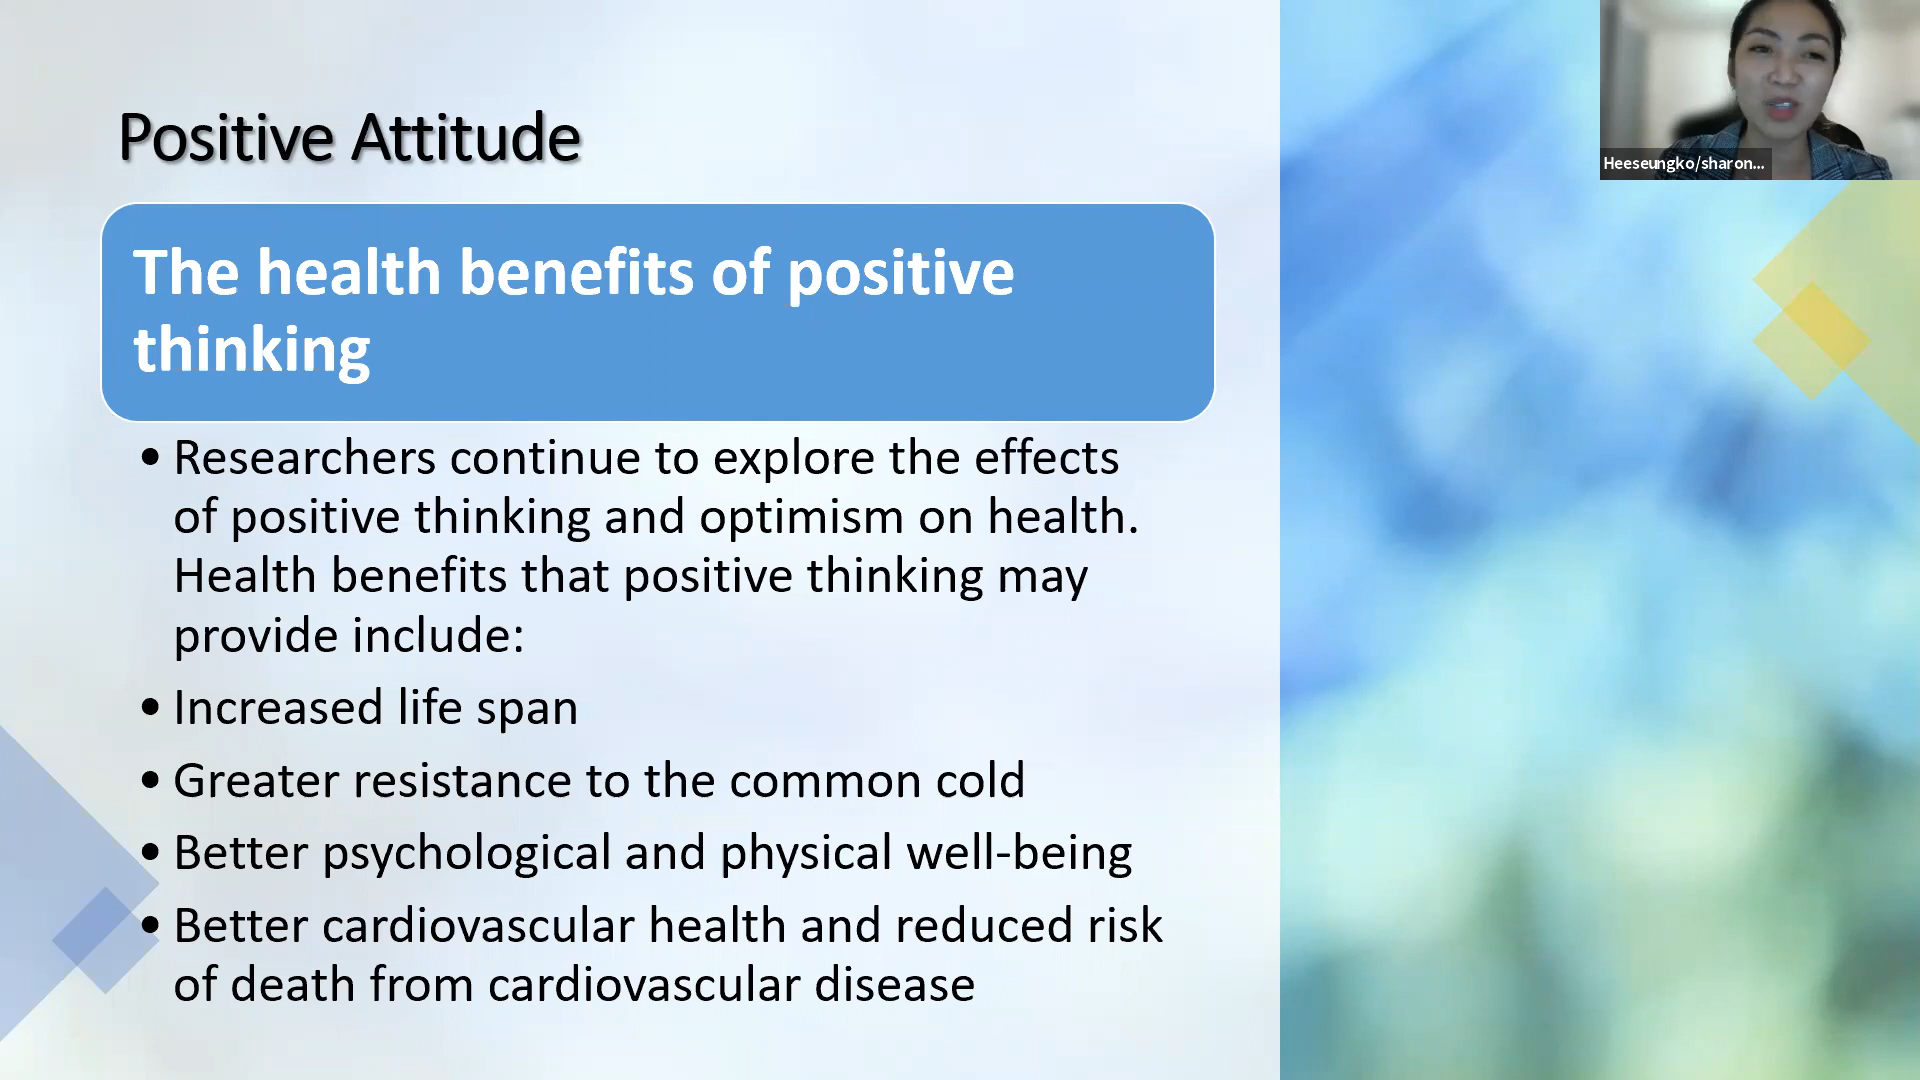 Positive Attitude
The health benefits of positive
thinking
• Researchers continue to explore the effects
of positive thinking and optimism on health.
Health benefits that positive thinking may
provide include:
• Increased life span
• Greater resistance to the common cold
• Better psychological and physical well-being
• Better cardiovascular health and reduced risk
of death from cardiovascular disease
Heeseungko/sharon...